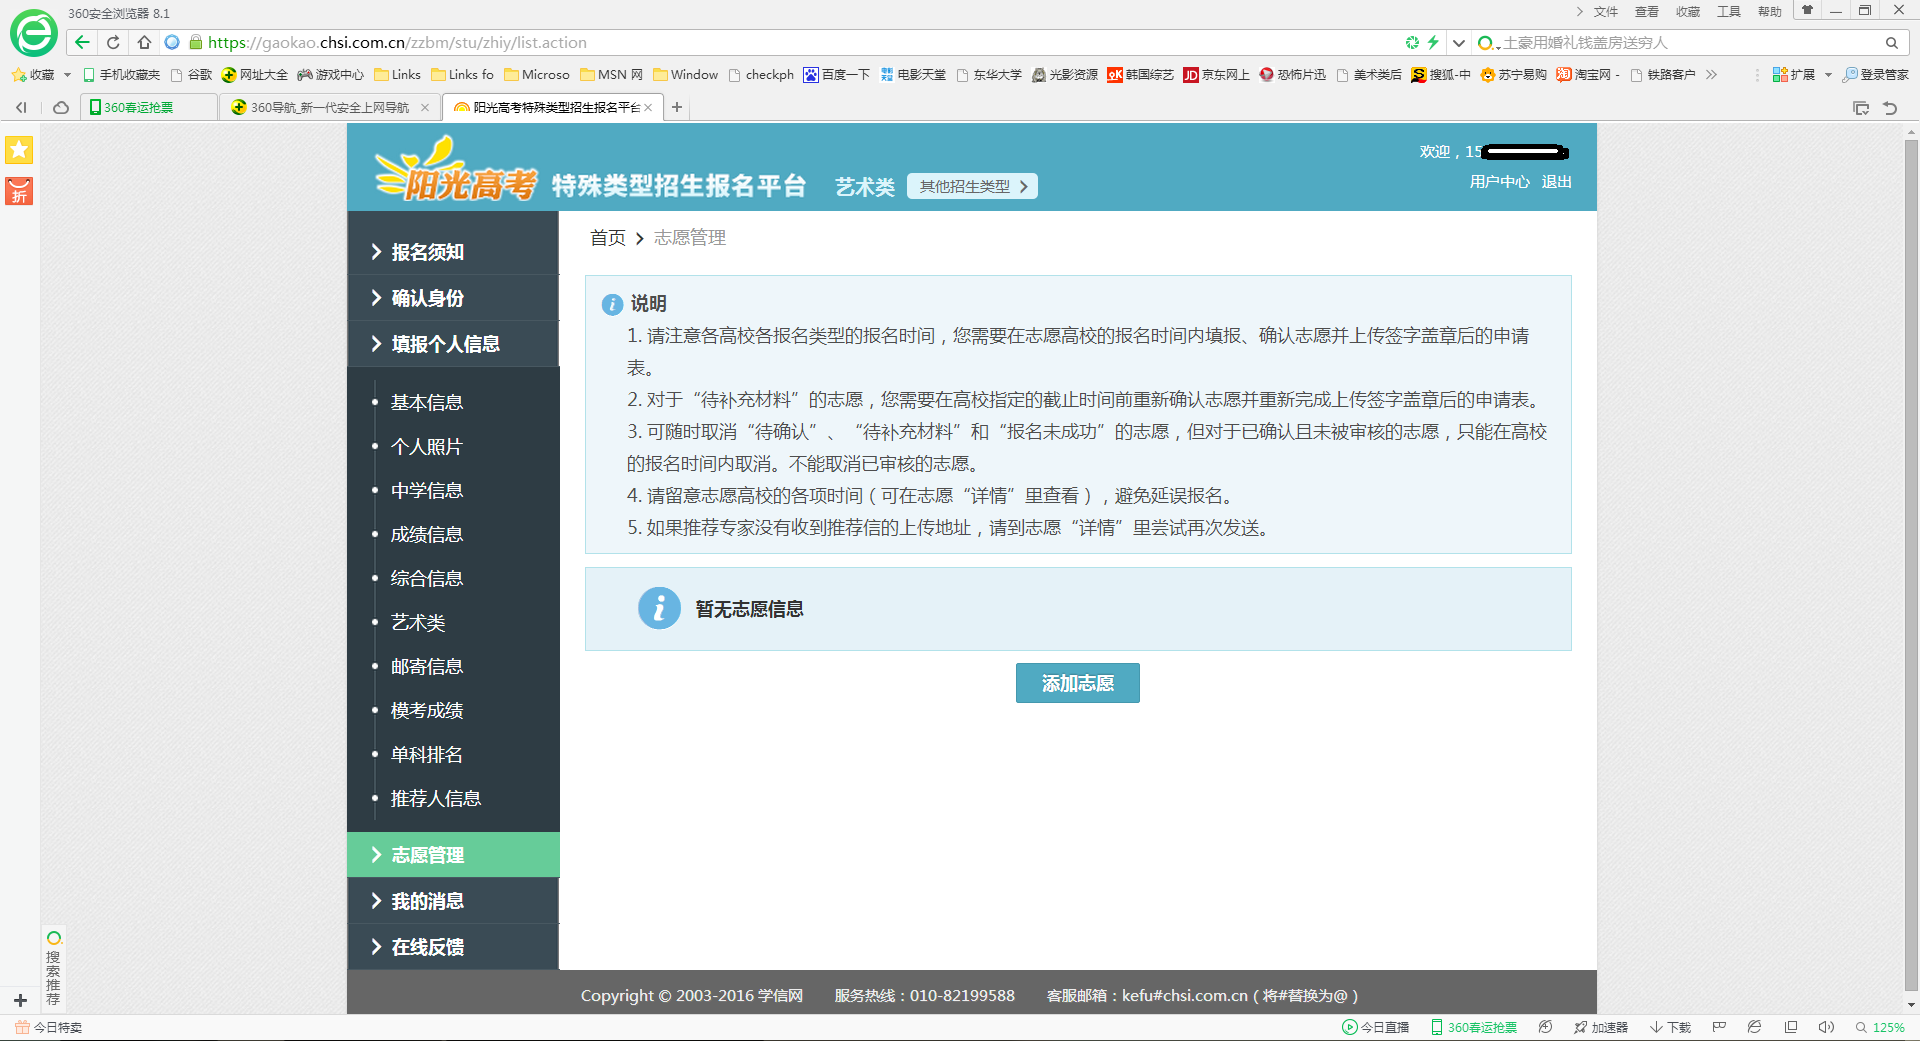 360安全浏览器 8.1
文件 查看 收藏 工具 帮助
https://gaokao.chsi.com.cn/zzbm/stu/zhiy/list.action
土豪用婚礼钱盖房送穷人
收藏 手机收藏夹 谷歌 网址大全 游戏中心 Links Links fo Microso MSN 网 Window checkph 百度一下 电影天堂 东华大学 光影资源 韩国综艺 京东网上 恐怖片迅 美术类后 搜狐-中 苏宁易购 淘宝网 - 铁路客户 扩展 登录管家
360春运抢票 360导航_新一代安全上网导航 阳光高考特殊类型招生报名平台
折
阳光高考 特殊类型招生报名平台 艺术类 其他招生类型
欢迎，15
用户中心 退出
报名须知
确认身份
填报个人信息
基本信息
个人照片
中学信息
成绩信息
综合信息
艺术类
邮寄信息
模考成绩
单科排名
推荐人信息
志愿管理
我的消息
在线反馈
首页 志愿管理
说明
1. 请注意各高校各报名类型的报名时间，您需要在志愿高校的报名时间内填报、确认志愿并上传签字盖章后的申请
表。
2. 对于“待补充材料”的志愿，您需要在高校指定的截止时间前重新确认志愿并重新完成上传签字盖章后的申请表。
3. 可随时取消“待确认”、“待补充材料”和“报名未成功”的志愿，但对于已确认且未被审核的志愿，只能在高校
的报名时间内取消。不能取消已审核的志愿。
4. 请留意志愿高校的各项时间（可在志愿“详情”里查看），避免延误报名。
5. 如果推荐专家没有收到推荐信的上传地址，请到志愿“详情”里尝试再次发送。
暂无志愿信息
添加志愿
搜索推荐
Copyright © 2003-2016 学信网 服务热线：010-82199588 客服邮箱：kefu#chsi.com.cn（将#替换为@）
今日特卖
今日直播 360春运抢票 加速器 下载 125%